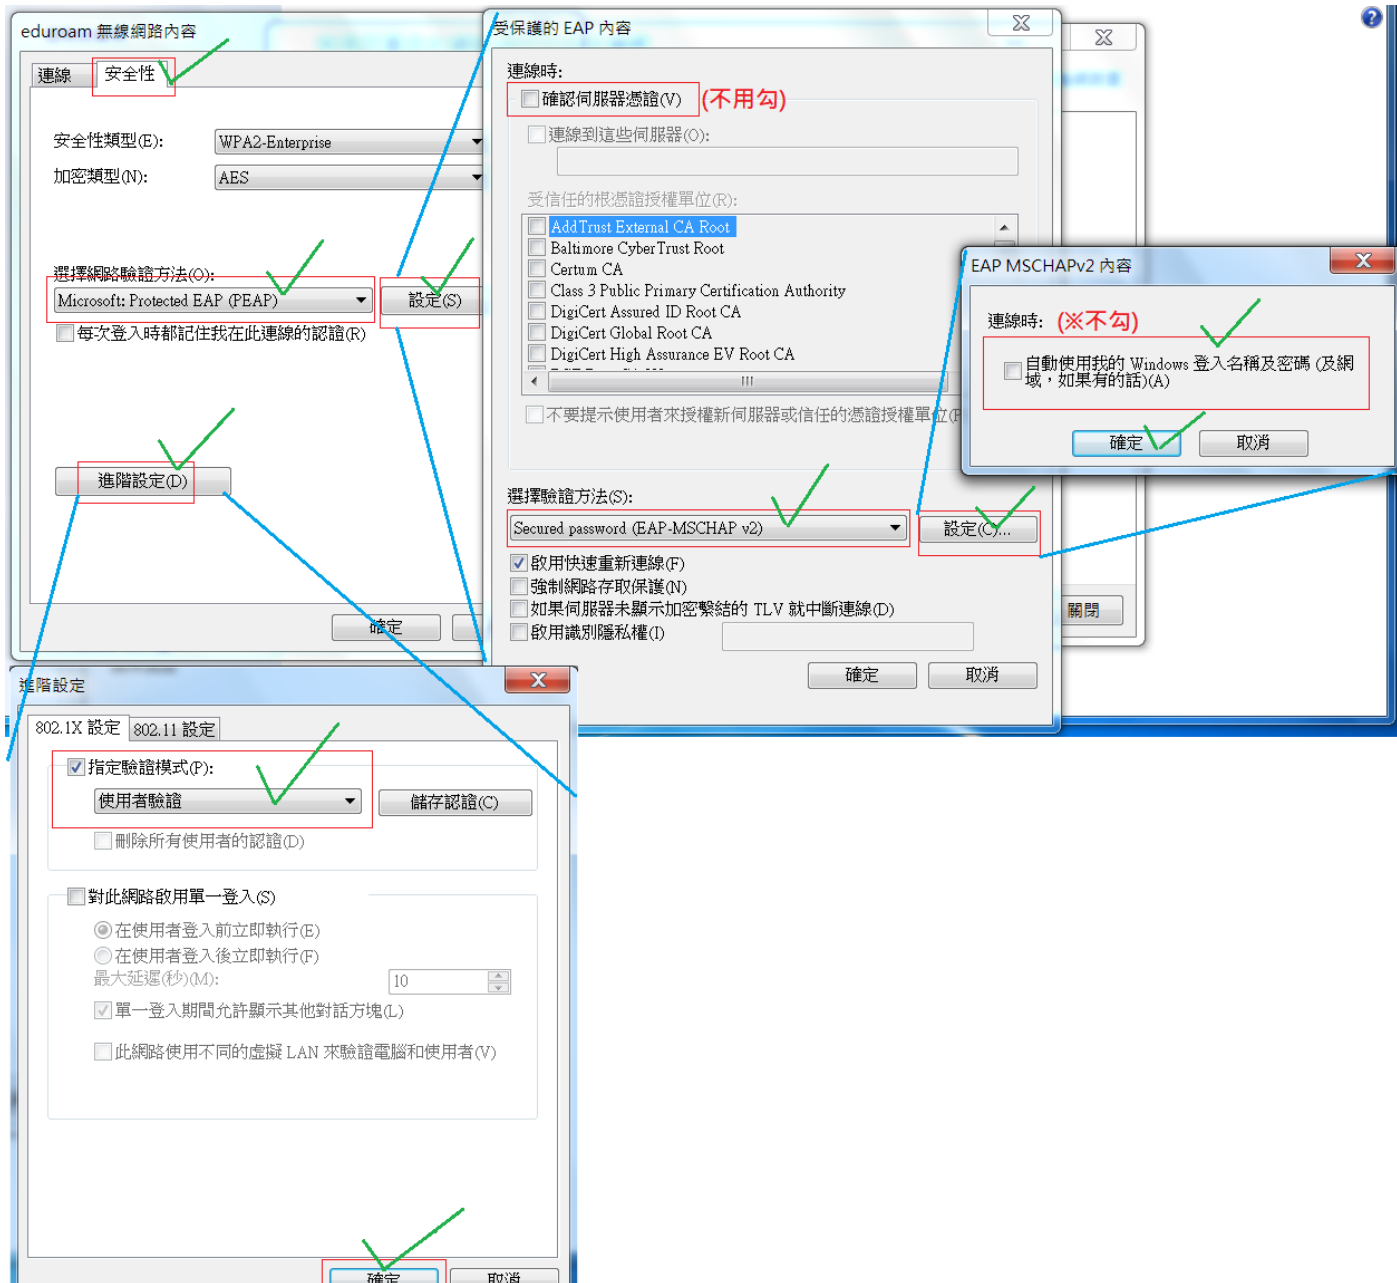 eduroam 無線網路內容
連線
安全性
安全性類型(E):
WPA2-Enterprise
加密類型(N):
AES
選擇網路驗證方法(O):
Microsoft: Protected EAP (PEAP)
設定(S)
每次登入時都記住我在此連線的認證(R)
進階設定(D)
確定
受保護的 EAP 內容
連線時:
確認伺服器憑證(V)
(不用勾)
連線到這些伺服器(O):
受信任的根憑證授權單位(R):
AddTrust External CA Root
Baltimore CyberTrust Root
Certum CA
Class 3 Public Primary Certification Authority
DigiCert Assured ID Root CA
DigiCert Global Root CA
DigiCert High Assurance EV Root CA
不要提示使用者來授權新伺服器或信任的憑證授權單位(P
選擇驗證方法(S):
Secured password (EAP-MSCHAP v2)
設定(C)...
啟用快速重新連線(F)
強制網路存取保護(N)
如果伺服器未顯示加密繫結的 TLV 就中斷連線(D)
啟用識別隱私權(I)
確定
取消
EAP MSCHAPv2 內容
連線時:
(※不勾)
自動使用我的 Windows 登入名稱及密碼 (及網
域，如果有的話)(A)
確定
取消
關閉
進階設定
802.1X 設定
802.11 設定
指定驗證模式(P):
使用者驗證
儲存認證(C)
刪除所有使用者的認證(D)
對此網路啟用單一登入(S)
在使用者登入前立即執行(E)
在使用者登入後立即執行(F)
最大延遲(秒)(M):
10
單一登入期間允許顯示其他對話方塊(L)
此網路使用不同的虛擬 LAN 來驗證電腦和使用者(V)
確定
取消